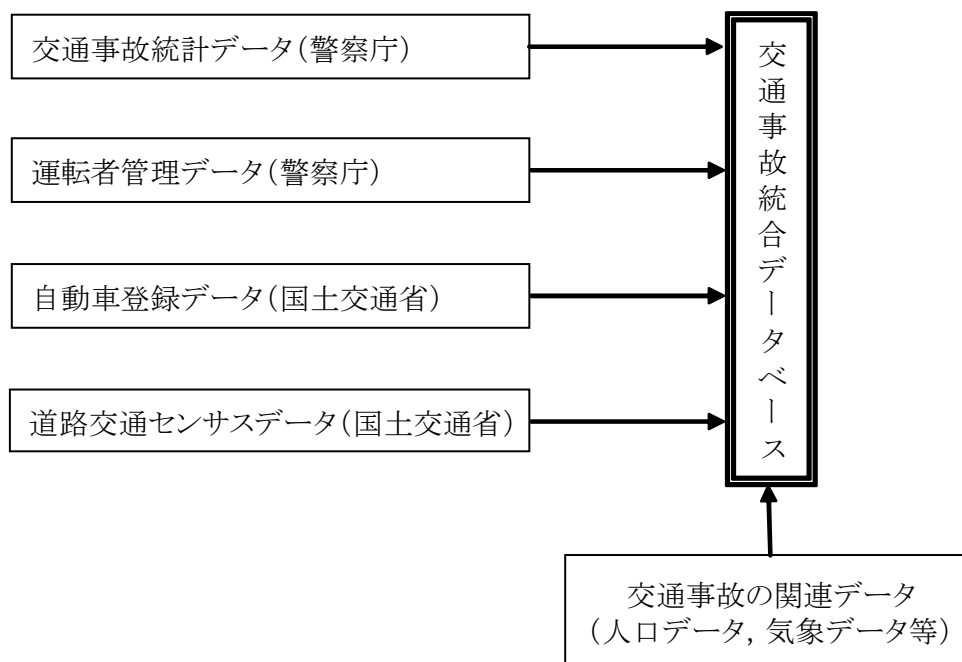 交通事故統計データ(警察庁)
運転者管理データ(警察庁)
自動車登録データ(国土交通省)
道路交通センサスデータ(国土交通省)
交通事故統合データベース
交通事故の関連データ
(人口データ, 気象データ等)